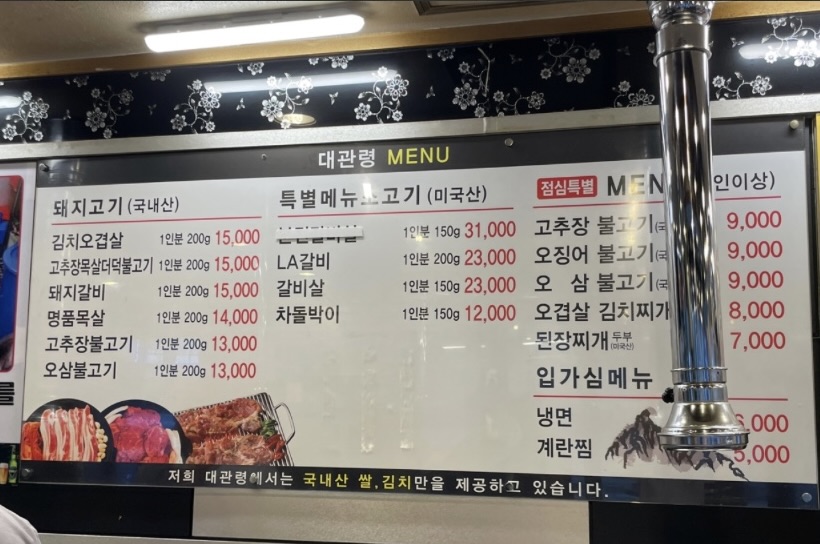 대관령 MENU
돼지고기 (국내산)
김치오겹살 1인분 200g 15,000
고추장목살더덕불고기 1인분 200g 15,000
돼지갈비 1인분 200g 15,000
명품목살 1인분 200g 14,000
고추장불고기 1인분 200g 13,000
오삼불고기 1인분 200g 13,000
특별메뉴소고기 (미국산)
1인분 150g 31,000
LA갈비 1인분 200g 23,000
갈비살 1인분 150g 23,000
차돌박이 1인분 150g 12,000
점심특별 MEN 인이상)
고추장 불고기 9,000
오징어 불고기 9,000
오 삼 불고기 9,000
오겹살 김치찌개 8,000
된장찌개 두부 (미국산) 7,000
입가심메뉴
냉면 6,000
계란찜 5,000
저희 대관령에서는 국내산 쌀,김치만을 제공하고 있습니다.
를